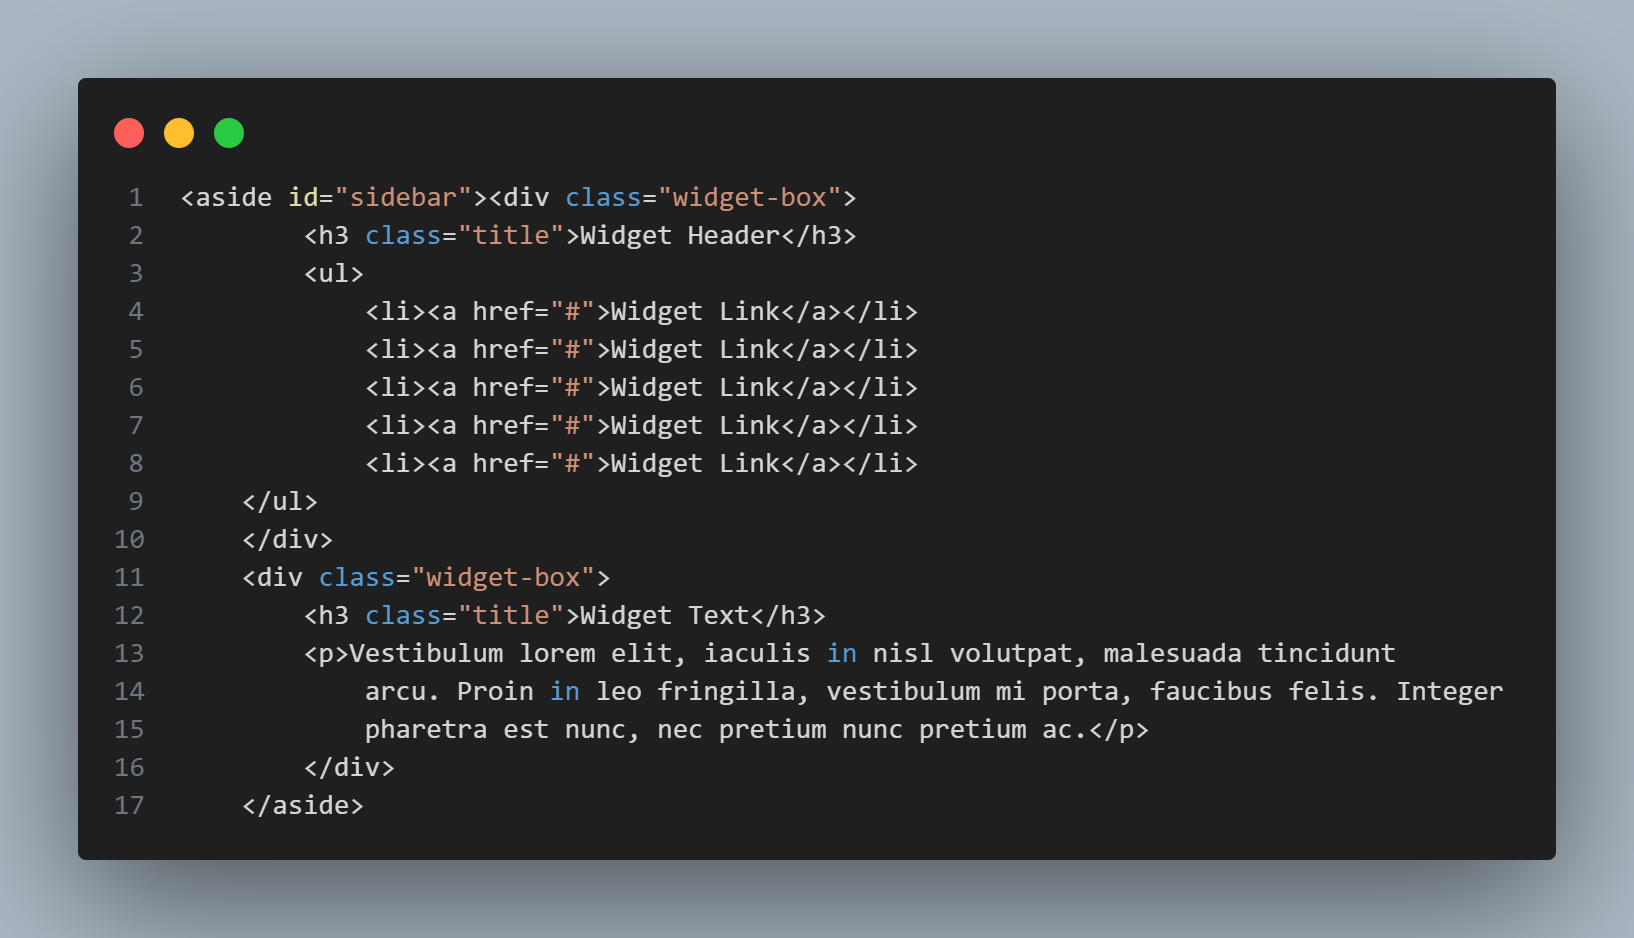 1 <aside id="sidebar"><div class="widget-box">
2         <h3 class="title">Widget Header</h3>
3         <ul>
4             <li><a href="#">Widget Link</a></li>
5             <li><a href="#">Widget Link</a></li>
6             <li><a href="#">Widget Link</a></li>
7             <li><a href="#">Widget Link</a></li>
8             <li><a href="#">Widget Link</a></li>
9     </ul>
10     </div>
11     <div class="widget-box">
12         <h3 class="title">Widget Text</h3>
13         <p>Vestibulum lorem elit, iaculis in nisl volutpat, malesuada tincidunt
14             arcu. Proin in leo fringilla, vestibulum mi porta, faucibus felis. Integer
15             pharetra est nunc, nec pretium nunc pretium ac.</p>
16         </div>
17     </aside>